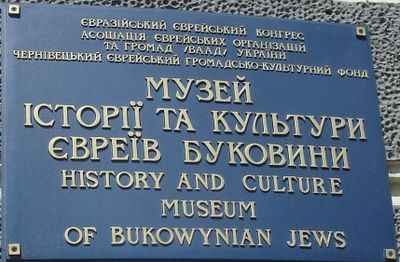 ЄВРАЗІЙСЬКИЙ ЄВРЕЙСЬКИЙ КОНГРЕС
АСОЦІАЦІЯ ЄВРЕЙСЬКИХ ОРГАНІЗАЦІЙ
ТА ГРОМАД /ВААД/ УКРАЇНИ
ЧЕРНІВЕЦЬКИЙ ЄВРЕЙСЬКИЙ ГРОМАДСЬКО-КУЛЬТУРНИЙ ФОНД
МУЗЕЙ
ІСТОРІЇ ТА КУЛЬТУРИ
ЄВРЕЇВ БУКОВИНИ
HISTORY AND CULTURE
MUSEUM
OF BUKOWYNIAN JEWS